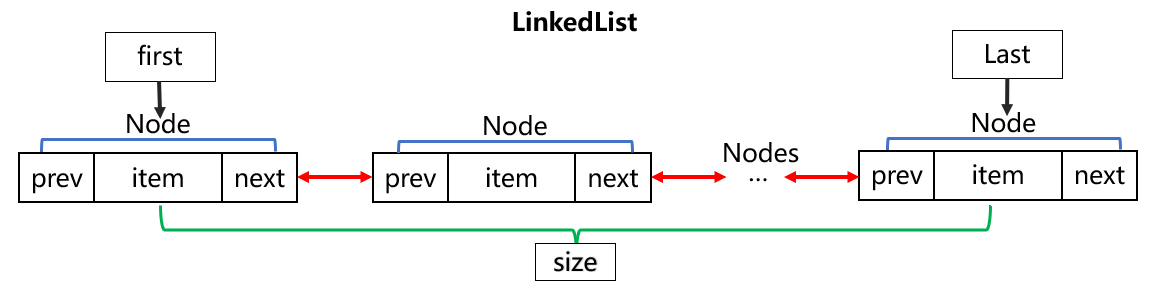 LinkedList
first
Last
Node
Node
Nodes
Node
prev item next
prev item next
...
prev item next
size